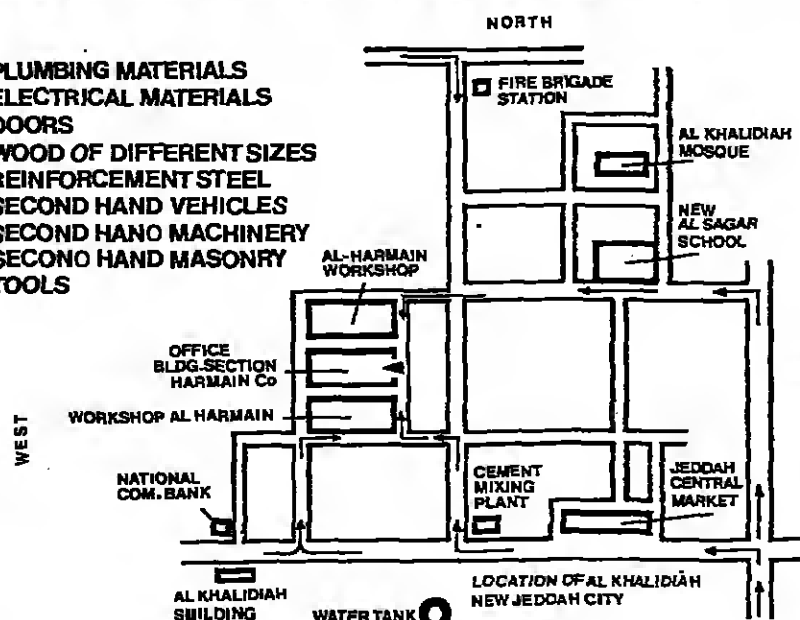 NORTH
PLUMBING MATERIALS
ELECTRICAL MATERIALS
DOORS
WOOD OF DIFFERENT SIZES
REINFORCEMENT STEEL
SECOND HAND VEHICLES
SECOND HANO MACHINERY
SECONO HAND MASONRY
TOOLS
FIRE BRIGADE
STATION
AL KHALIDIAH
MOSQUE
NEW
AL SAGAR
SCHOOL
AL-HARMAIN
WORKSHOP
OFFICE
BLDG-SECTION
HARMAIN Co
WORKSHOP AL HARMAIN
WEST
NATIONAL
COM. BANK
CEMENT
MIXING
PLANT
JEDDAH
CENTRAL
MARKET
AL KHALIDIAH
SMILDING
WATER TANK
LOCATION OF AL KHALIDIAH
NEW JEDDAH CITY